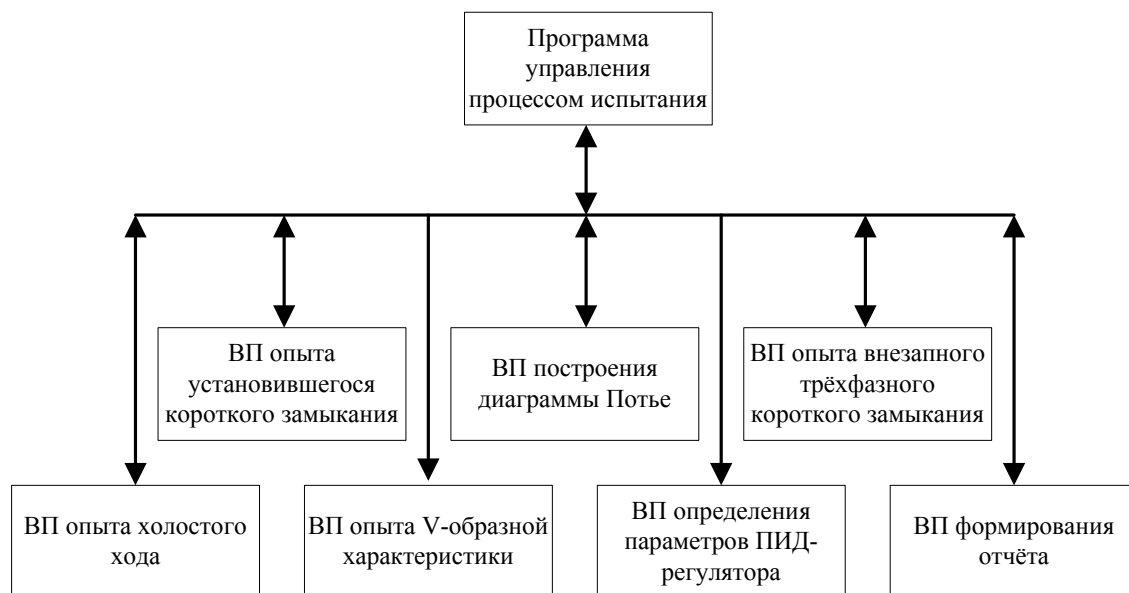 Программа
управления
процессом испытания
ВП опыта
установившегося
короткого замыкания
ВП построения
диаграммы Потье
ВП опыта внезапного
трёхфазного
короткого замыкания
ВП опыта холостого
хода
ВП опыта V-образной
характеристики
ВП определения
параметров ПИД-
регулятора
ВП формирования
отчёта